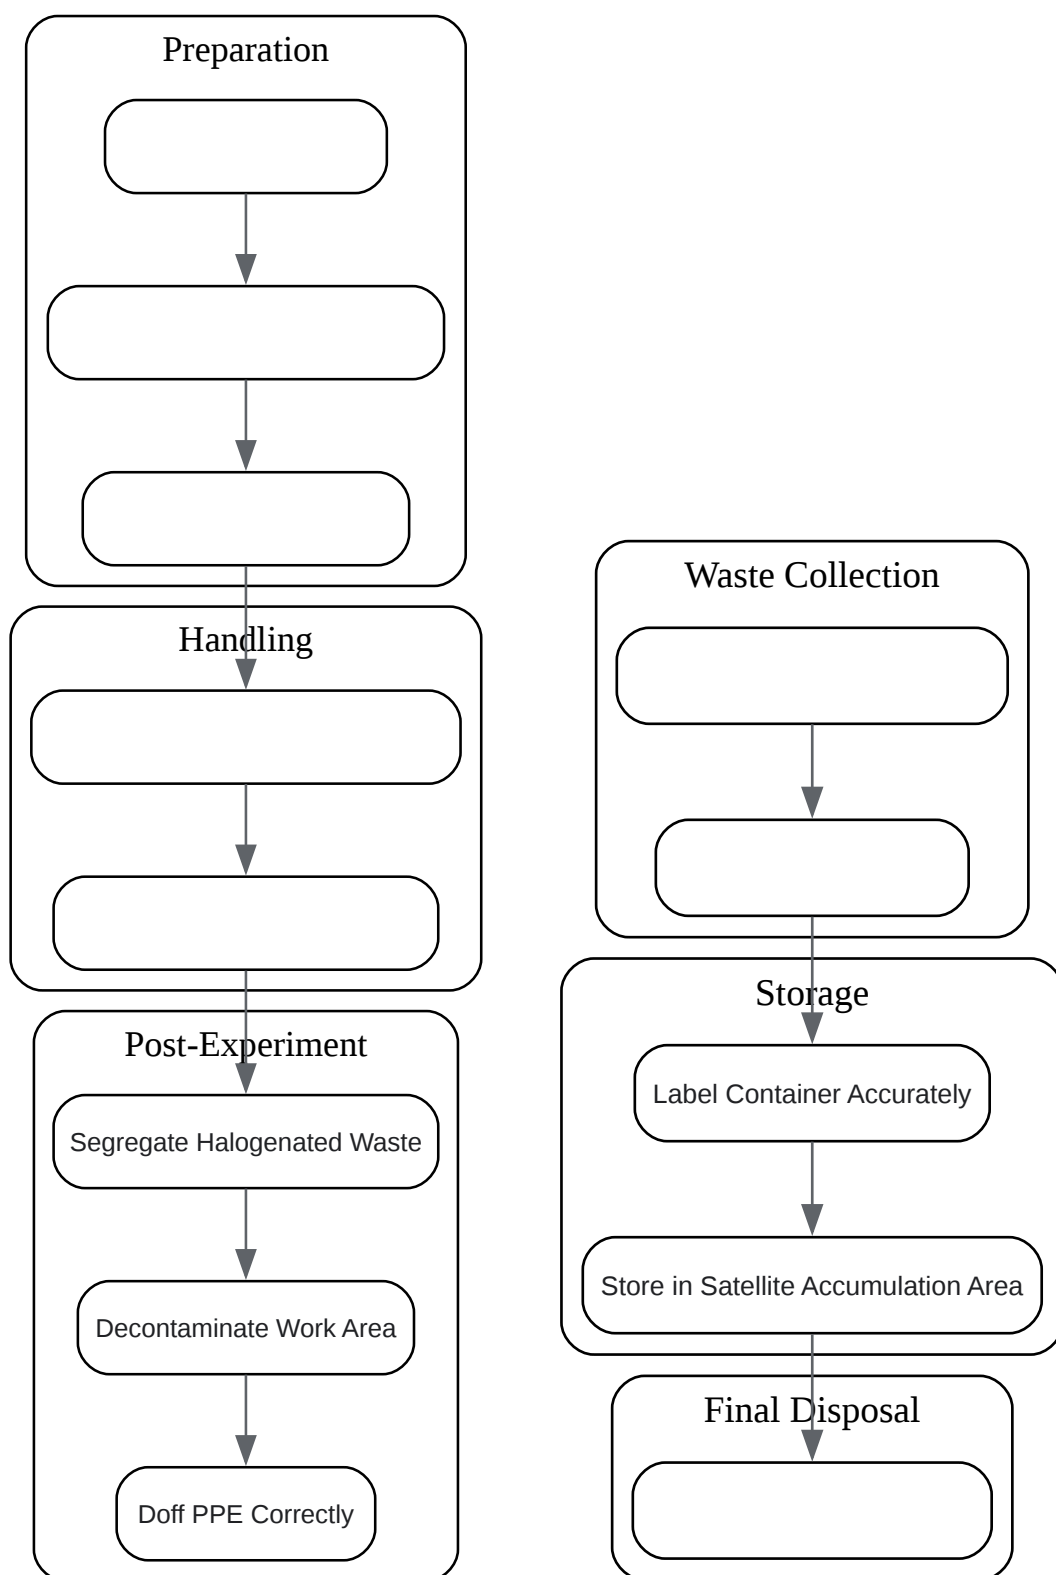 Preparation
Handling
Post-Experiment
Segregate Halogenated Waste
Decontaminate Work Area
Doff PPE Correctly
Waste Collection
Storage
Label Container Accurately
Store in Satellite Accumulation Area
Final Disposal